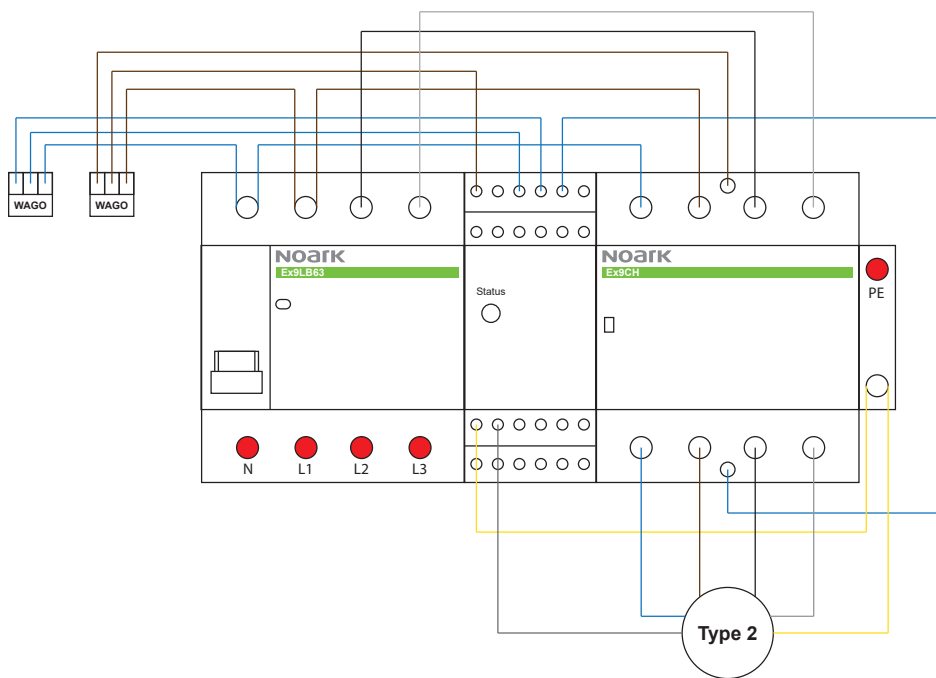 WAGO
WAGO
NOARK
Ex9LB63
Status
NOARK
Ex9CH
PE
N
L1
L2
L3
Type 2